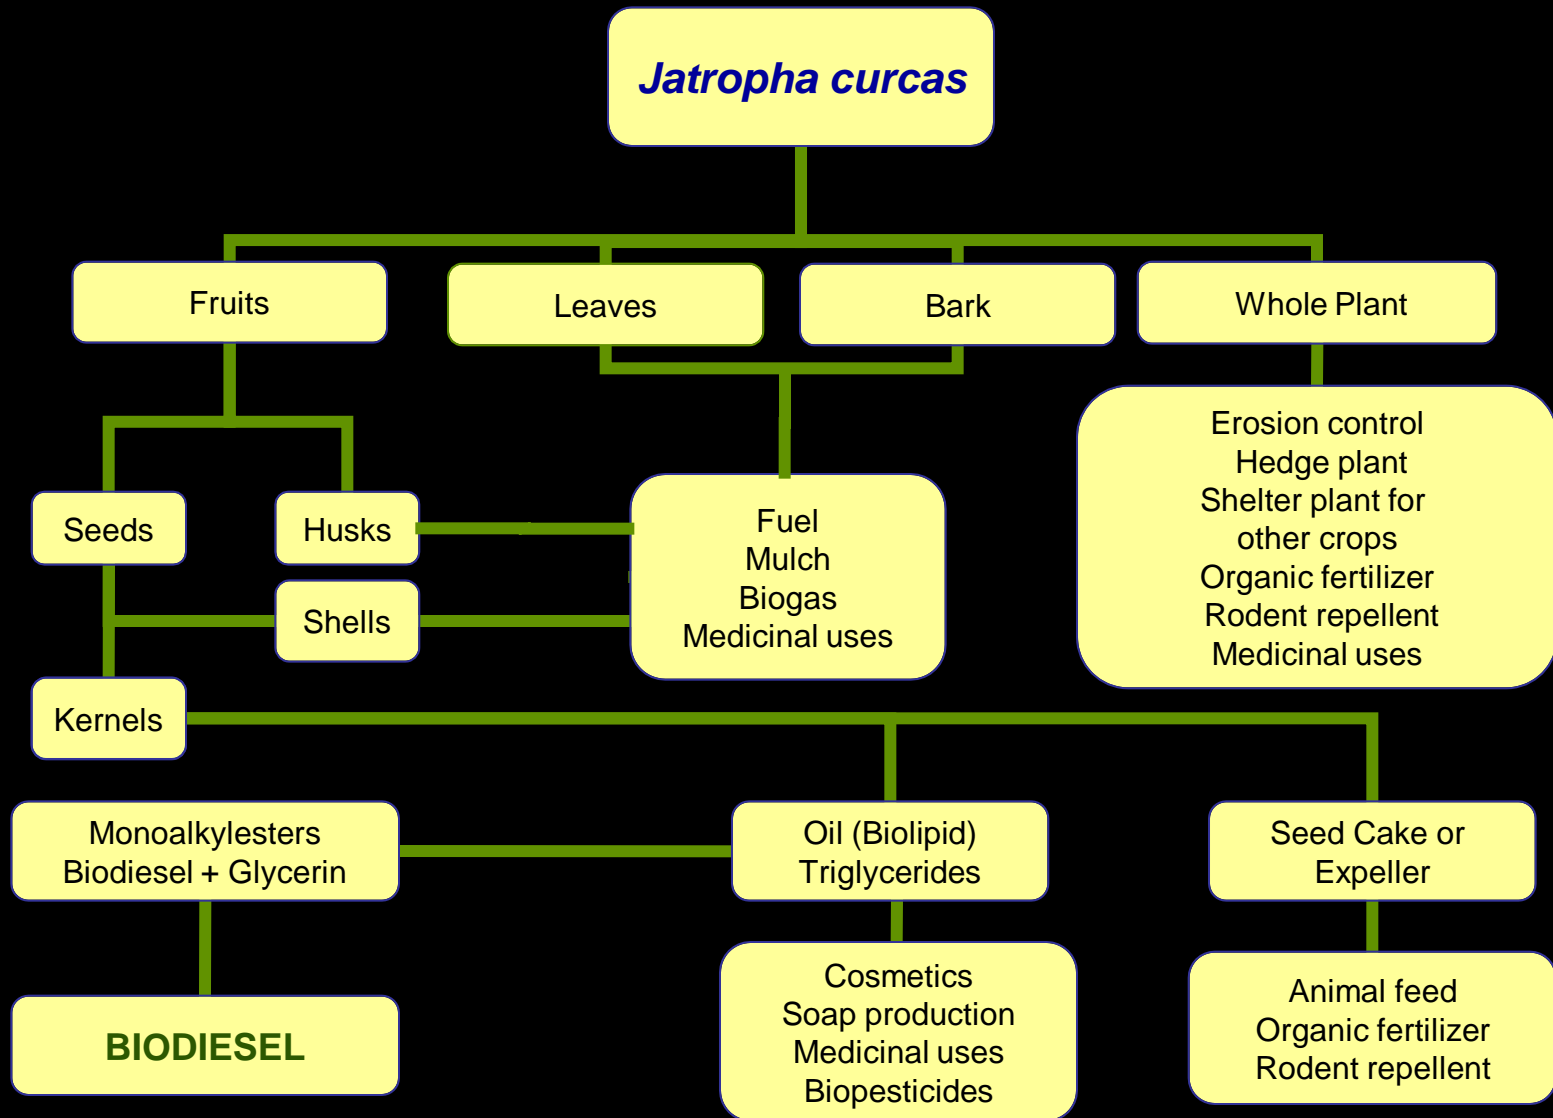 Jatropha curcas
Fruits
Leaves
Bark
Whole Plant
Erosion control
Hedge plant
Shelter plant for
other crops
Organic fertilizer
Rodent repellent
Medicinal uses
Seeds
Husks
Fuel
Mulch
Biogas
Medicinal uses
Shells
Kernels
Monoalkylesters
Biodiesel + Glycerin
Oil (Biolipid)
Triglycerides
Seed Cake or
Expeller
BIODIESEL
Cosmetics
Soap production
Medicinal uses
Biopesticides
Animal feed
Organic fertilizer
Rodent repellent